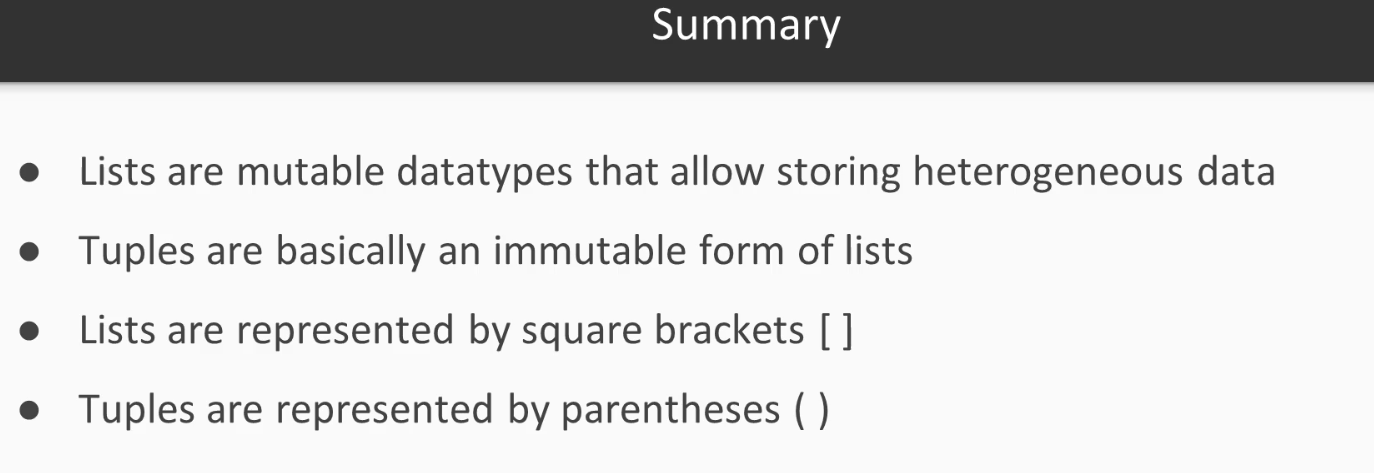 Summary
● Lists are mutable datatypes that allow storing heterogeneous data
● Tuples are basically an immutable form of lists
● Lists are represented by square brackets [ ]
● Tuples are represented by parentheses ( )